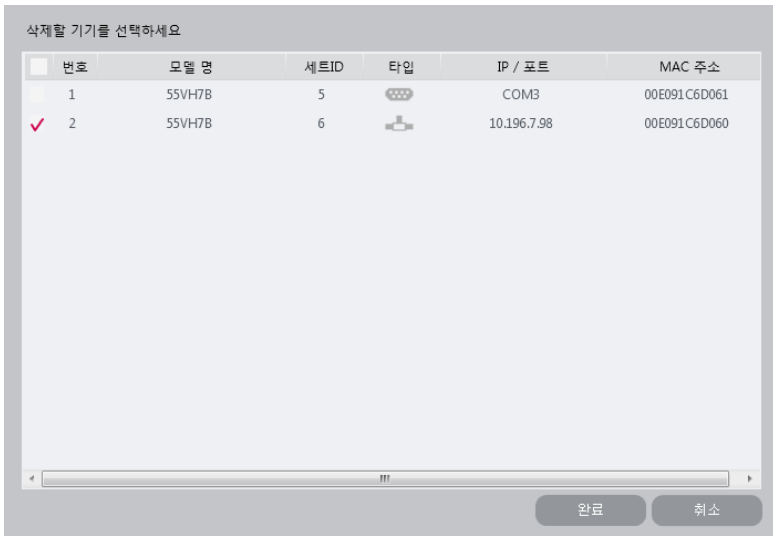 삭제할 기기를 선택하세요
번호 모델 명 세트ID 타입 IP / 포트 MAC 주소
1 55VH7B 5 COM3 00E091C6D061
2 55VH7B 6 10.196.7.98 00E091C6D060
완료 취소